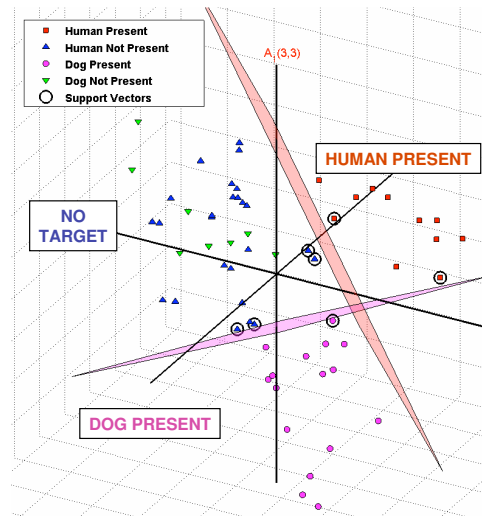 Human Present
Human Not Present
Dog Present
Dog Not Present
Support Vectors
A_i(3,3)
HUMAN PRESENT
NO
TARGET
DOG PRESENT